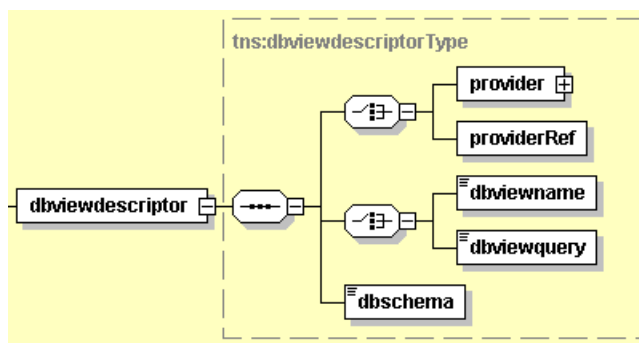 tns:dbviewdescriptorType
provider
providerRef
dbviewdescriptor
dbviewname
dbviewquery
dbschema